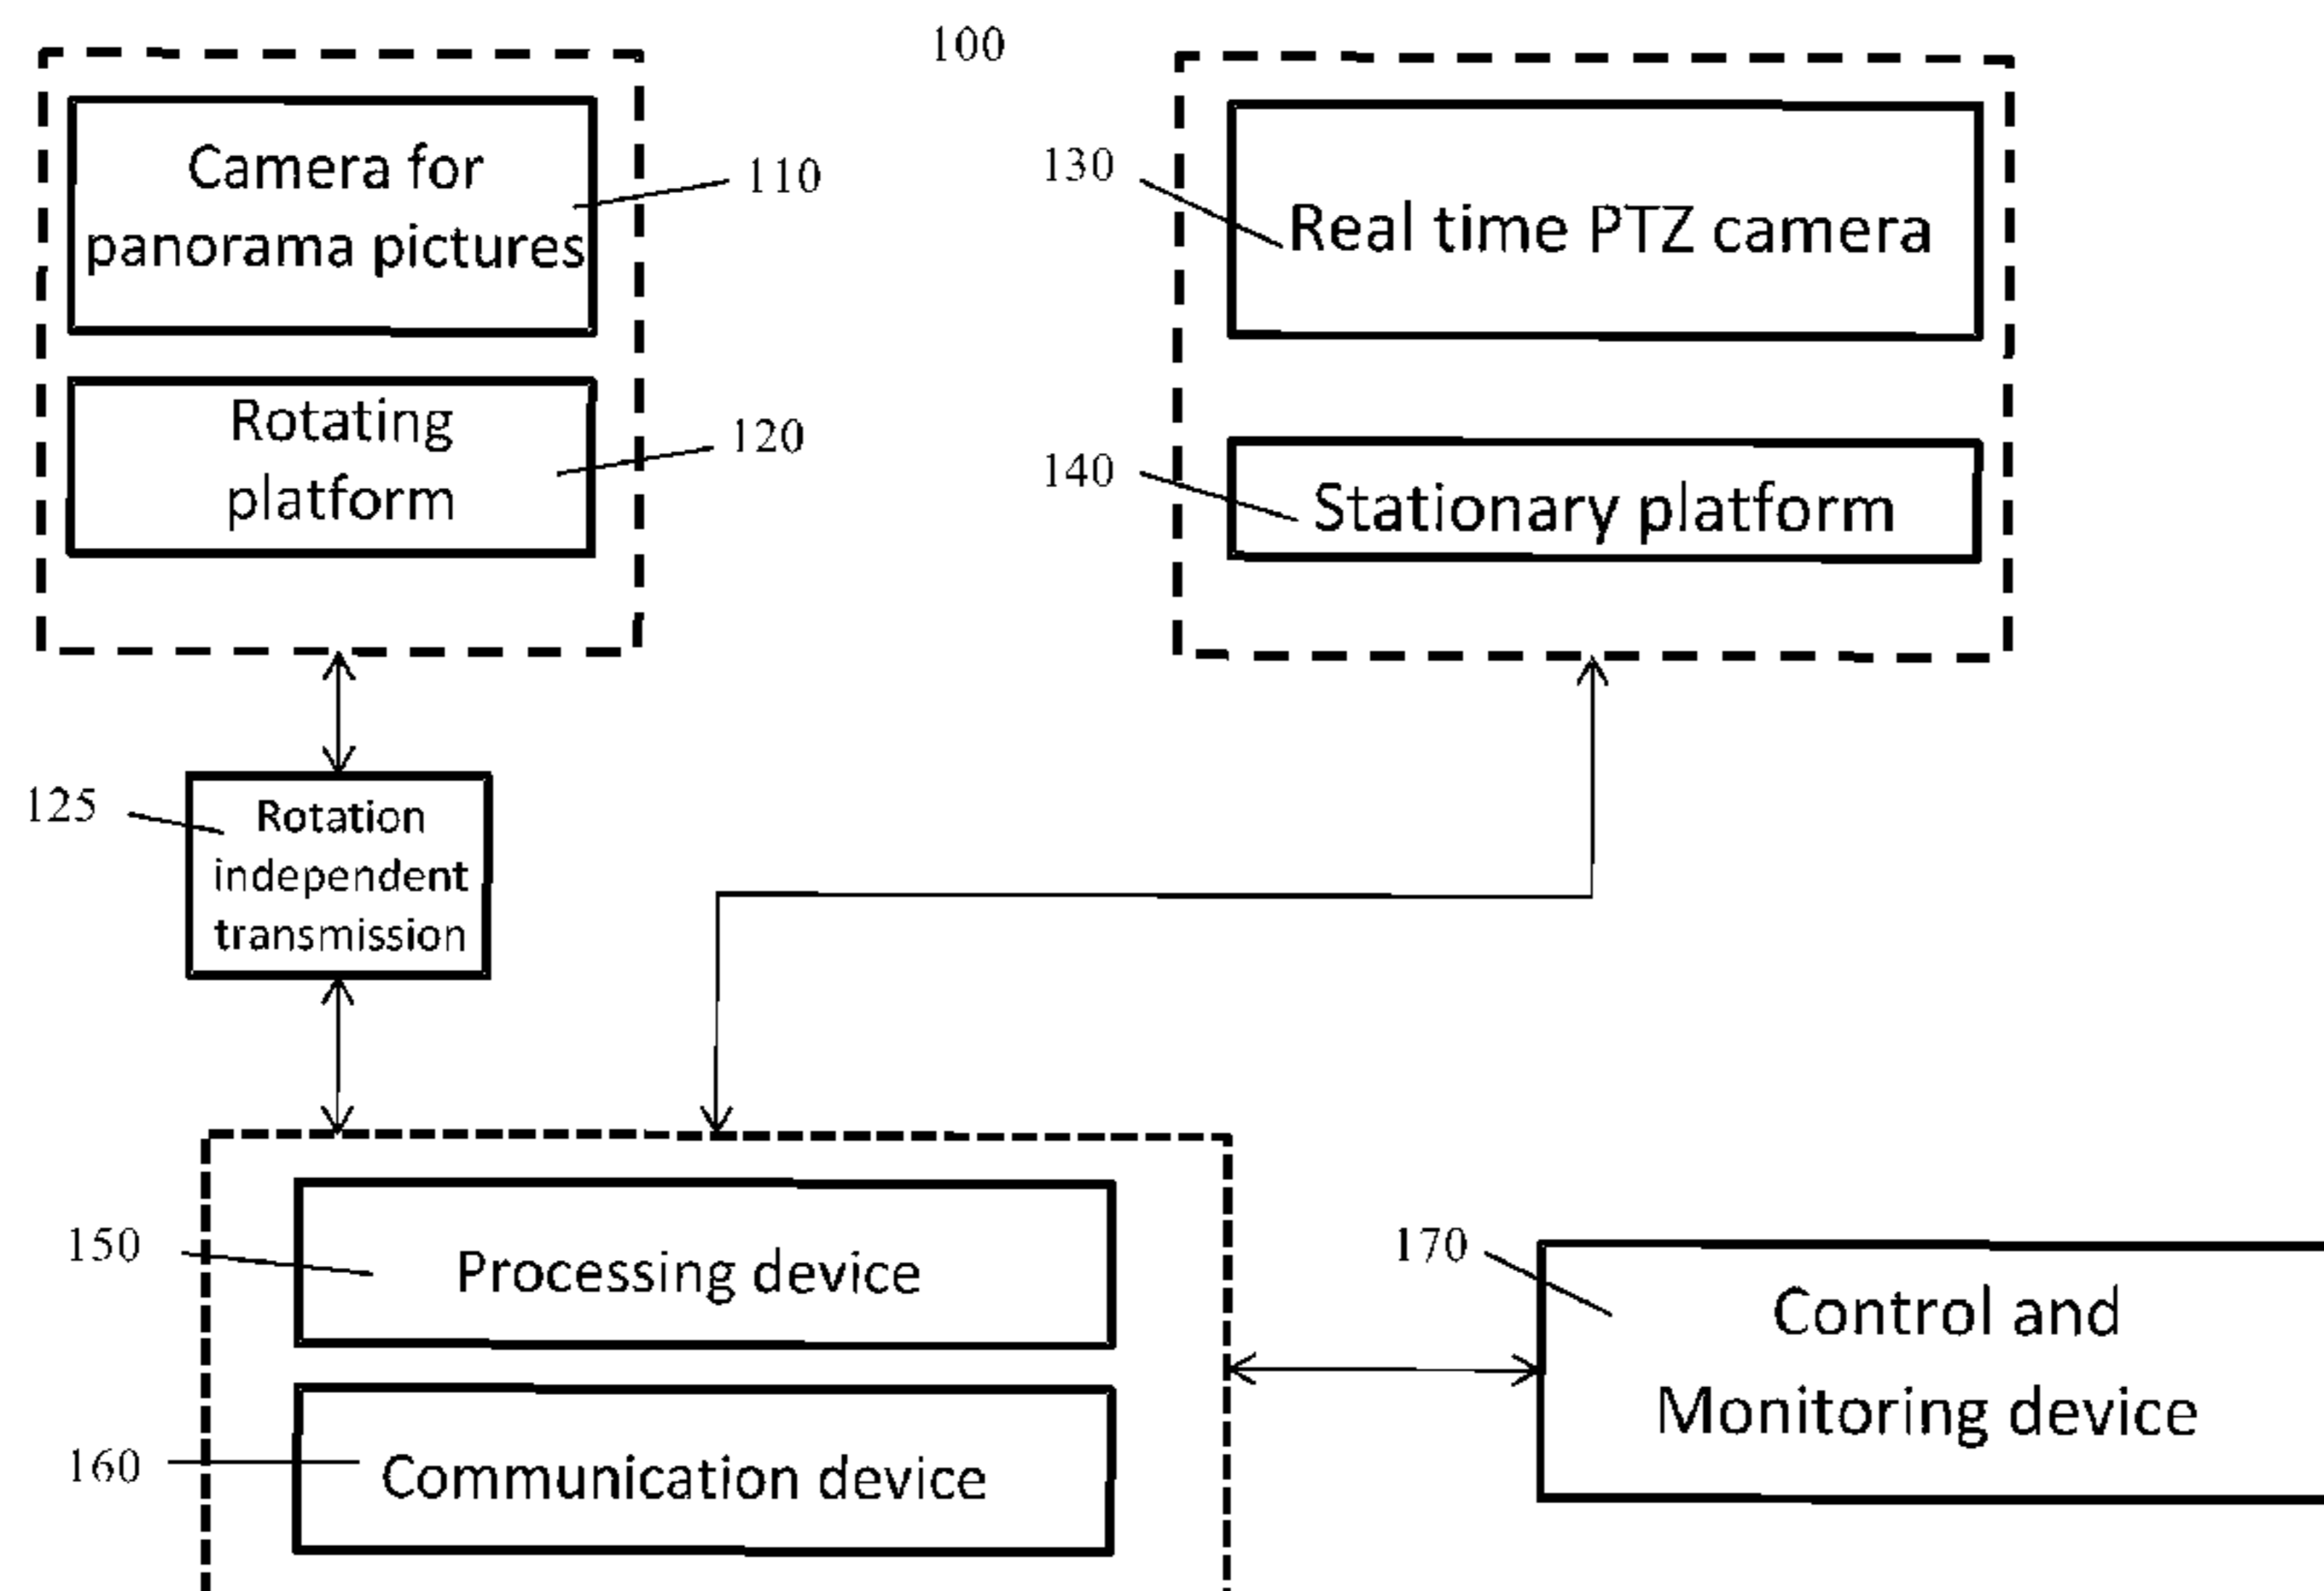 100
Camera for
panorama pictures
110
130
Real time PTZ camera
Rotating
platform
120
140
Stationary platform
125
Rotation
independent
transmission
150
Processing device
170
Control and
Monitoring device
160
Communication device